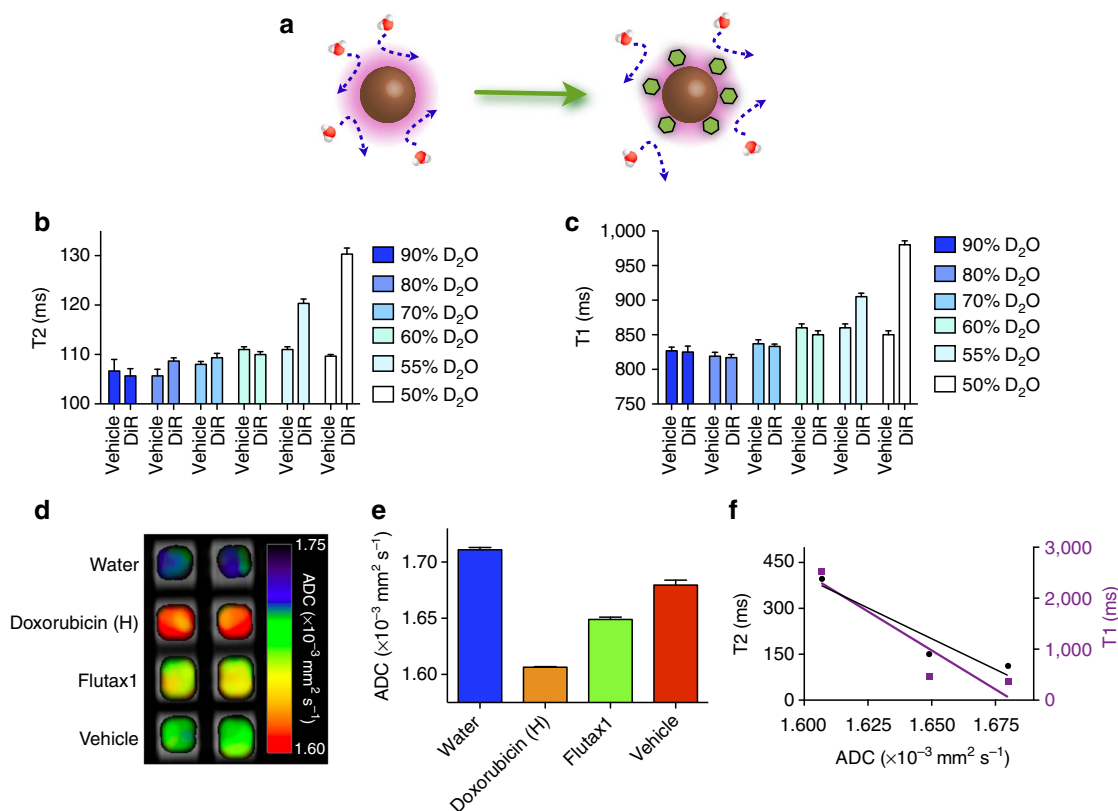 a
b
T2 (ms)
130
120
110
100
Vehicle
DiR
Vehicle
DiR
Vehicle
DiR
Vehicle
DiR
Vehicle
DiR
Vehicle
DiR
90% D2O
80% D2O
70% D2O
60% D2O
55% D2O
50% D2O
c
T1 (ms)
1,000
950
900
850
800
750
Vehicle
DiR
Vehicle
DiR
Vehicle
DiR
Vehicle
DiR
Vehicle
DiR
Vehicle
DiR
90% D2O
80% D2O
70% D2O
60% D2O
55% D2O
50% D2O
d
Water
Doxorubicin (H)
Flutax1
Vehicle
1.75
ADC (×10−3 mm2 s−1)
1.60
e
ADC (×10−3 mm2 s−1)
1.70
1.65
1.60
Water
Doxorubicin (H)
Flutax1
Vehicle
f
T2 (ms)
450
300
150
0
3,000
2,000
1,000
0
T1 (ms)
1.600
1.625
1.650
1.675
ADC (×10−3 mm2 s−1)